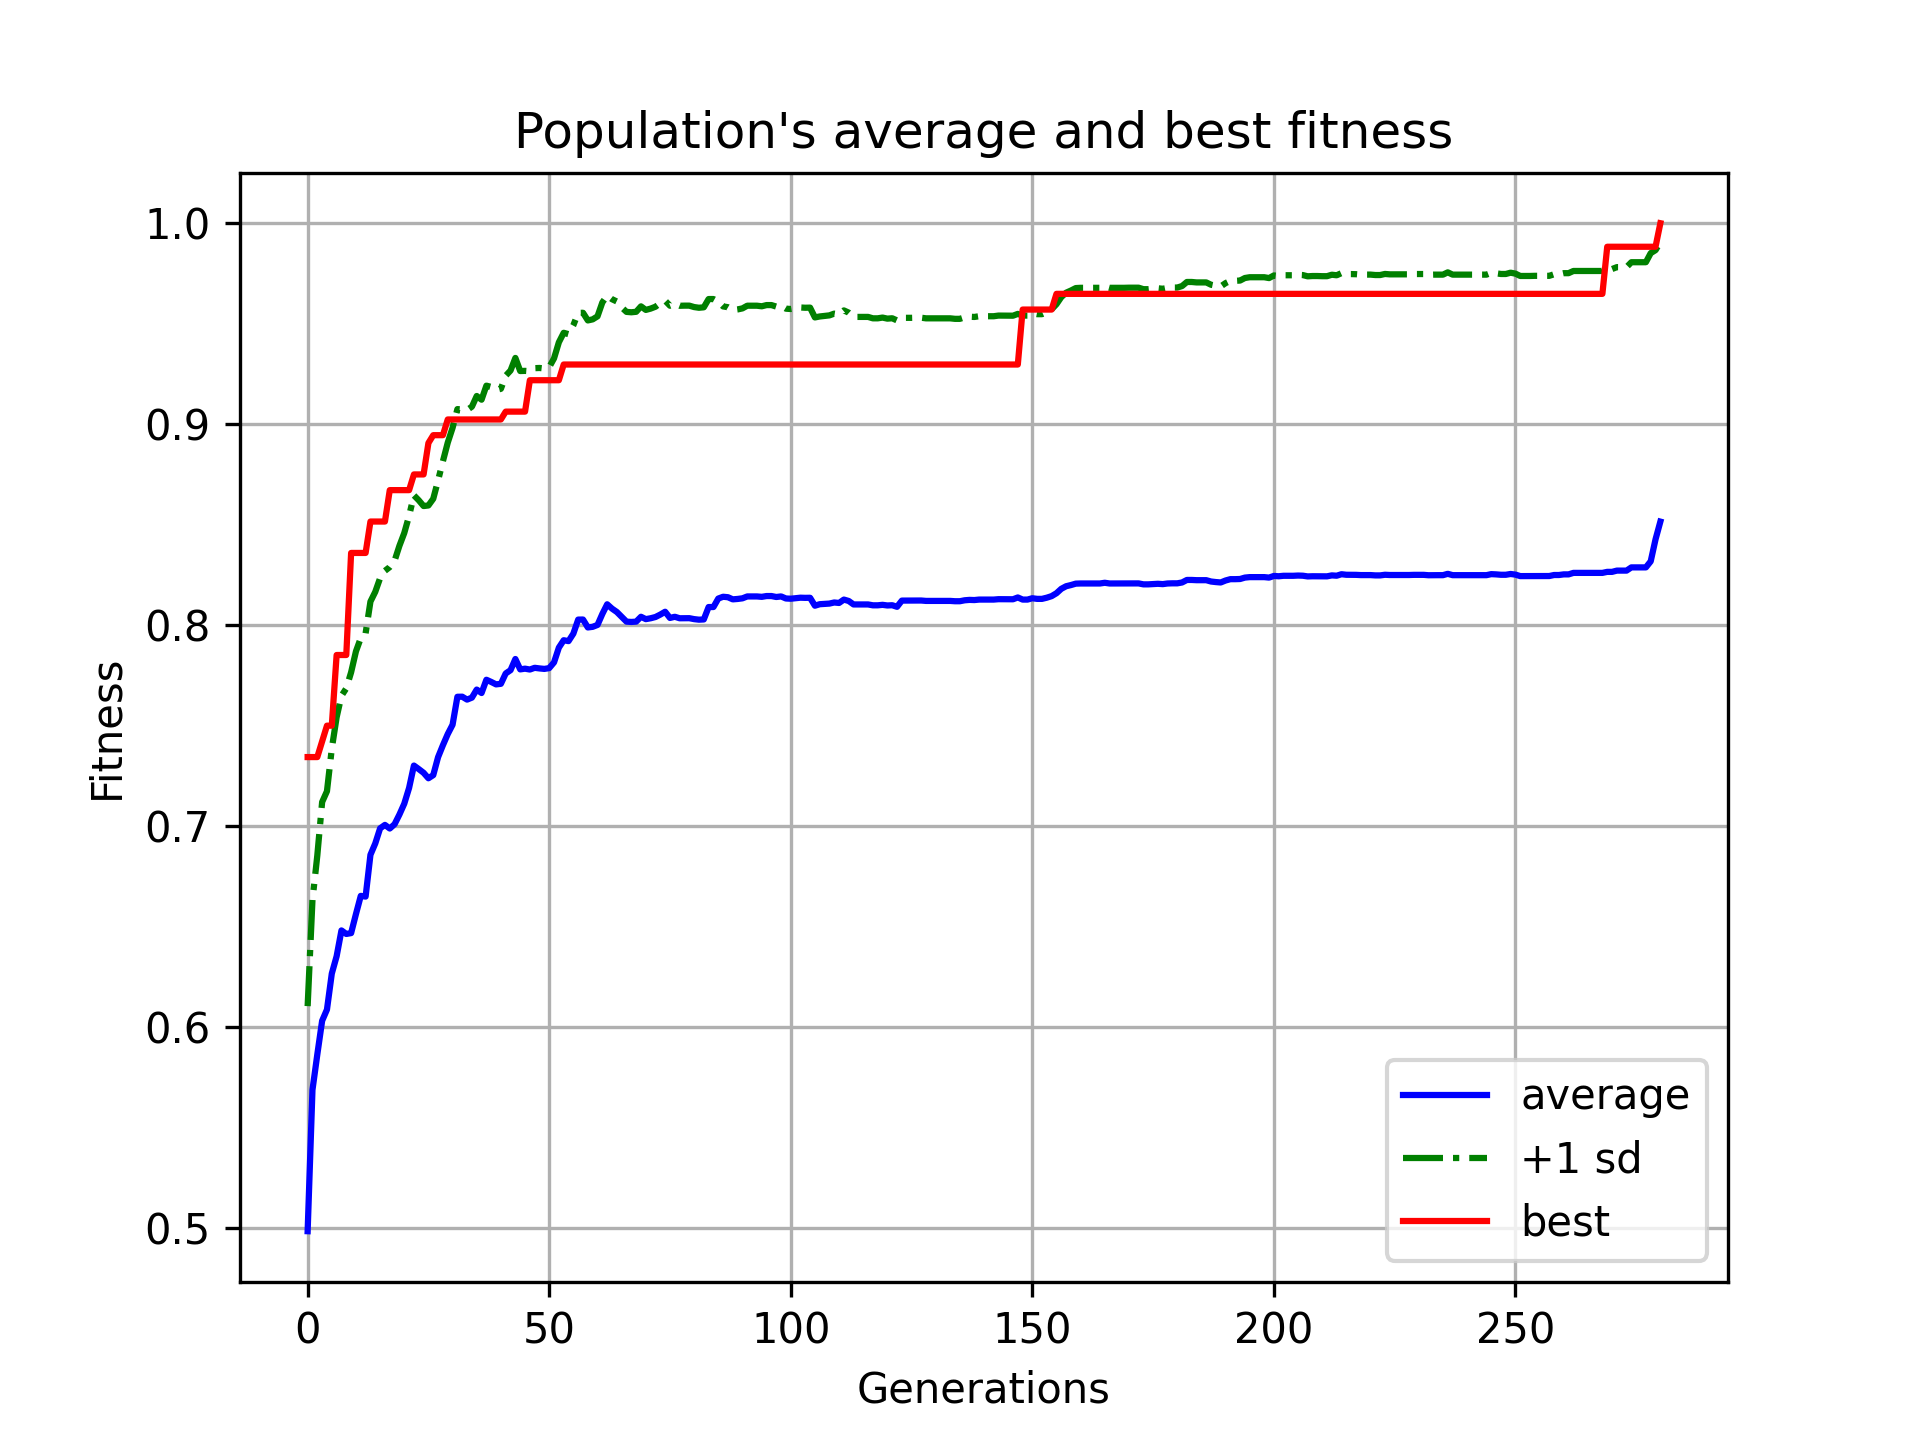 Population's average and best fitness
1.0
0.9
0.8
0.7
0.6
0.5
Fitness
average
+1 sd
best
0 50 100 150 200 250
Generations